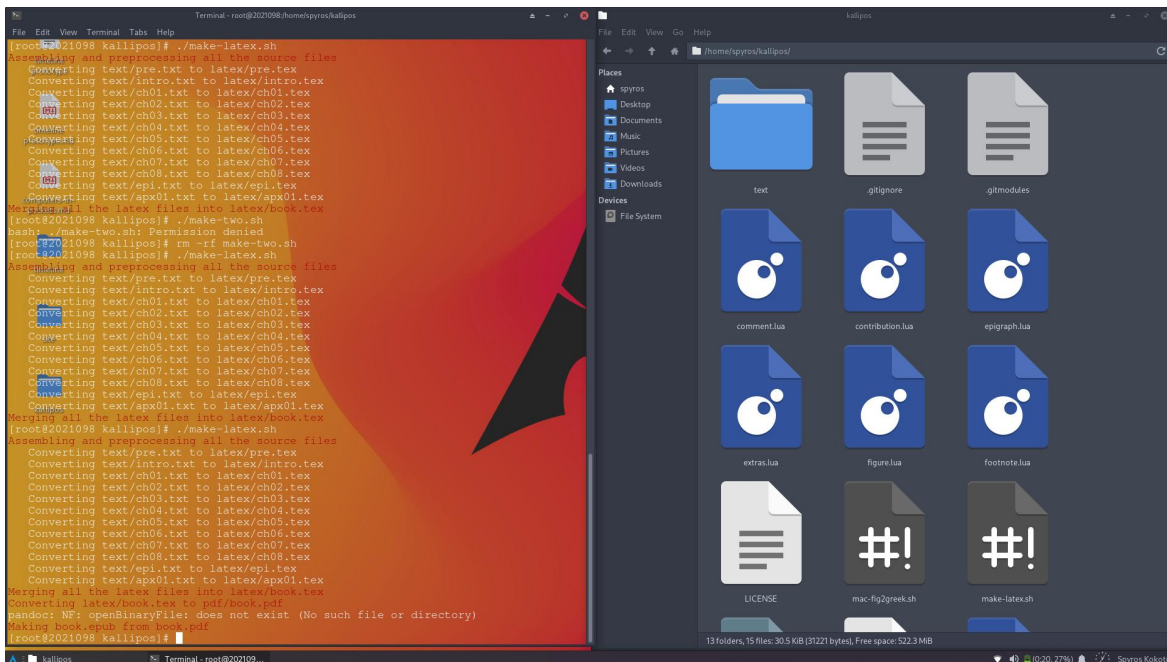 Terminal - root@2021098:/home/spyros/kallipos
File Edit View Terminal Tabs Help
[root@2021098 kallipos]# ./make-latex.sh
Assembling and preprocessing all the source files
Converting text/pre.txt to latex/pre.tex
Converting text/intro.txt to latex/intro.tex
Converting text/ch01.txt to latex/ch01.tex
Converting text/ch02.txt to latex/ch02.tex
Converting text/ch03.txt to latex/ch03.tex
Converting text/ch04.txt to latex/ch04.tex
Converting text/ch05.txt to latex/ch05.tex
Converting text/ch06.txt to latex/ch06.tex
Converting text/ch07.txt to latex/ch07.tex
Converting text/ch08.txt to latex/ch08.tex
Converting text/epi.txt to latex/epi.tex
Converting text/apx01.txt to latex/apx01.tex
Merging all the latex files into latex/book.tex
[root@2021098 kallipos]# ./make-two.sh
bash: ./make-two.sh: Permission denied
[root@2021098 kallipos]# rm -rf make-two.sh
[root@2021098 kallipos]# ./make-latex.sh
Assembling and preprocessing all the source files
Converting text/pre.txt to latex/pre.tex
Converting text/intro.txt to latex/intro.tex
Converting text/ch01.txt to latex/ch01.tex
Converting text/ch02.txt to latex/ch02.tex
Converting text/ch03.txt to latex/ch03.tex
Converting text/ch04.txt to latex/ch04.tex
Converting text/ch05.txt to latex/ch05.tex
Converting text/ch06.txt to latex/ch06.tex
Converting text/ch07.txt to latex/ch07.tex
Converting text/ch08.txt to latex/ch08.tex
Converting text/epi.txt to latex/epi.tex
Converting text/apx01.txt to latex/apx01.tex
Merging all the latex files into latex/book.tex
[root@2021098 kallipos]# ./make-latex.sh
Assembling and preprocessing all the source files
Converting text/pre.txt to latex/pre.tex
Converting text/intro.txt to latex/intro.tex
Converting text/ch01.txt to latex/ch01.tex
Converting text/ch02.txt to latex/ch02.tex
Converting text/ch03.txt to latex/ch03.tex
Converting text/ch04.txt to latex/ch04.tex
Converting text/ch05.txt to latex/ch05.tex
Converting text/ch06.txt to latex/ch06.tex
Converting text/ch07.txt to latex/ch07.tex
Converting text/ch08.txt to latex/ch08.tex
Converting text/epi.txt to latex/epi.tex
Converting text/apx01.txt to latex/apx01.tex
Merging all the latex files into latex/book.tex
Converting latex/book.tex to pdf/book.pdf
pandoc: NF: openBinaryFile: does not exist (No such file or directory)
Making book.epub from book.pdf
[root@2021098 kallipos]#
kallipos
File Edit View Go Help
/home/spyros/kallipos/
Places
spyros
Desktop
Documents
Music
Pictures
Videos
Downloads
Devices
File System
text .gitignore .gitmodules
comment.lua contribution.lua epigraph.lua
extras.lua figure.lua footnote.lua
LICENSE mac-fig2greek.sh make-latex.sh
13 folders, 15 files: 30.5 KiB (31221 bytes), Free space: 522.3 MiB
kallipos Terminal - root@202109... (0:20, 27%) Spyros